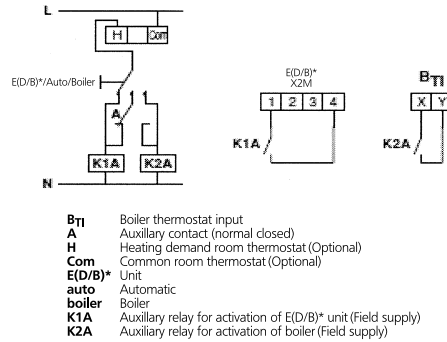 L
H Com
E(D/B)*/Auto/Boiler
A
K1A K2A
N
E(D/B)*
X2M
1 2 3 4
K1A
BTI
X Y
K2A
BTI Boiler thermostat input
A Auxillary contact (normal closed)
H Heating demand room thermostat (Optional)
Com Common room thermostat (Optional)
E(D/B)* Unit
auto Automatic
boiler Boiler
K1A Auxiliary relay for activation of E(D/B)* unit (Field supply)
K2A Auxiliary relay for activation of boiler (Field supply)